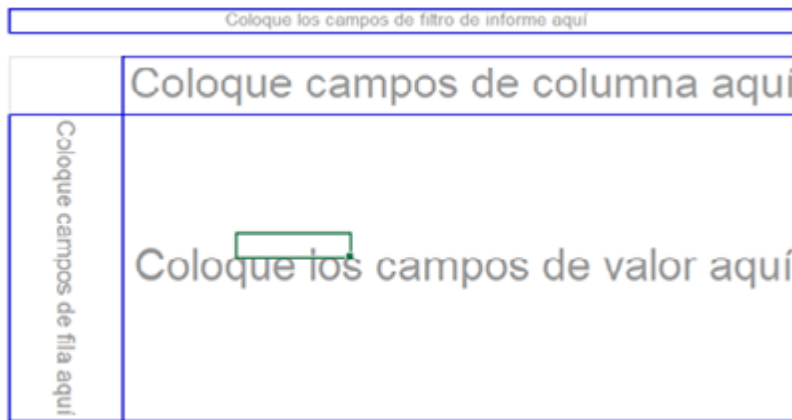 Coloque los campos de filtro de informe aquí
Coloque campos de columna aquí
Coloque campos de fila aquí
Coloque los campos de valor aquí